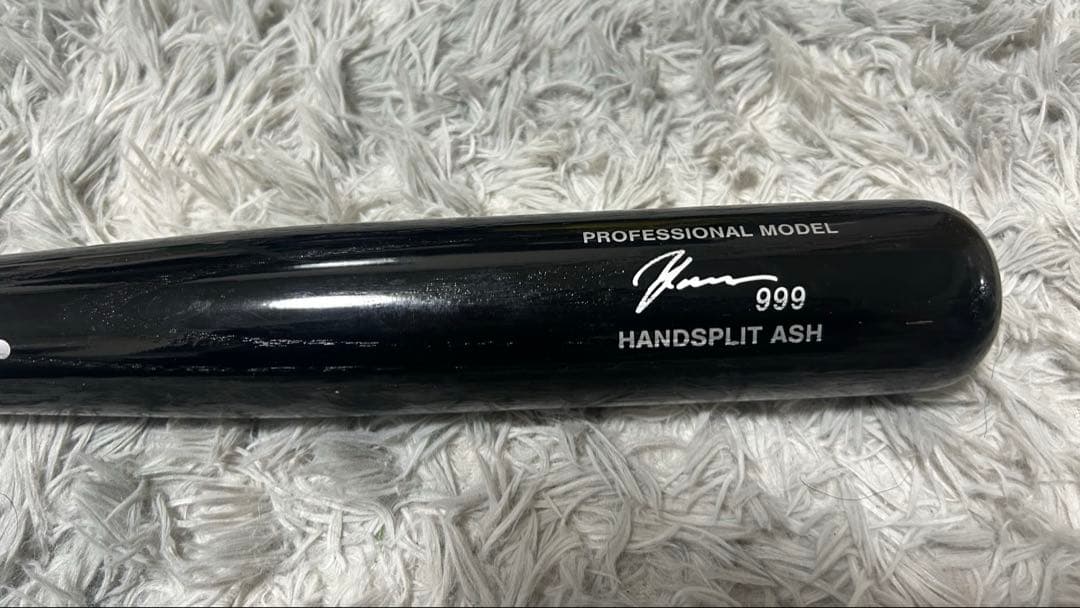 PROFESSIONAL MODEL
999
HANDSPLIT ASH